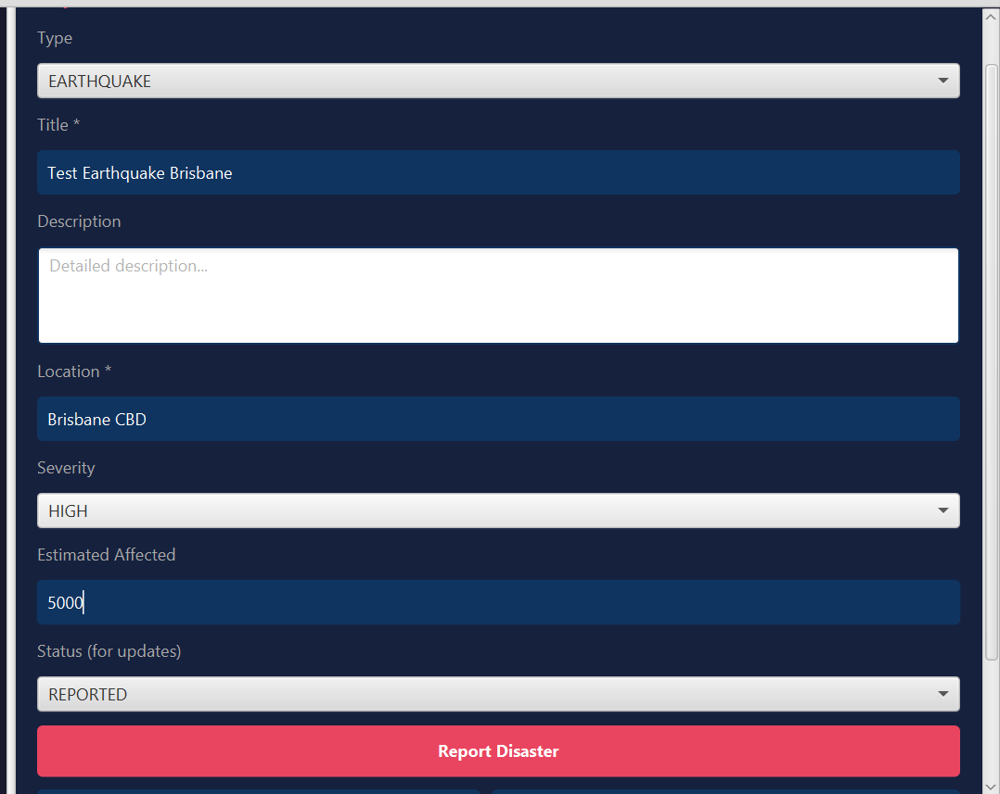 Type
EARTHQUAKE
Title *
Test Earthquake Brisbane
Description
Detailed description...
Location *
Brisbane CBD
Severity
HIGH
Estimated Affected
5000
Status (for updates)
REPORTED
Report Disaster